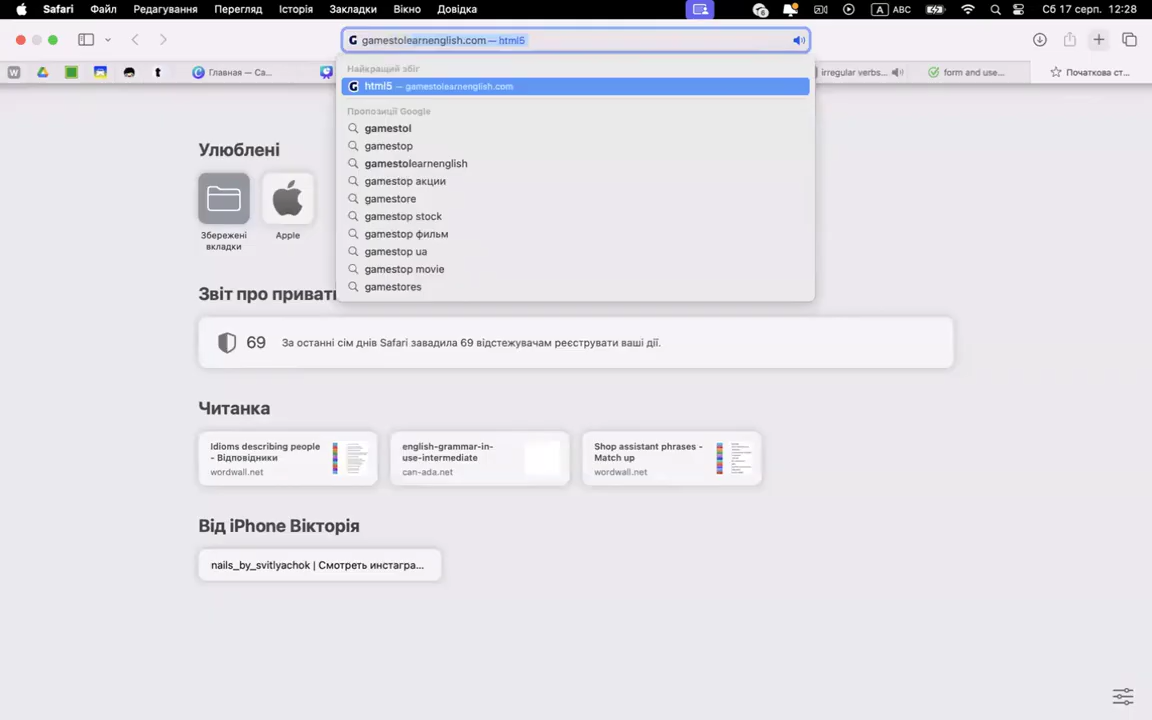 Safari Файл Редагування Перегляд Історія Закладки Вікно Довідка 6 A ABC Сб 17 серп. 12:28
G gamestolearnenglish.com — html5
W Главная — Са... irregular verbs... form and use... Початкова ст...
Найкращий збіг
G html5 — gamestolearnenglish.com
Пропозиції Google
gamestol
gamestop
gamestolearnenglish
gamestop акции
gamestore
gamestop stock
gamestop фильм
gamestop ua
gamestop movie
gamestores
Улюблені
Збережені
вкладки
Apple
Звіт про приват
69 За останні сім днів Safari завадила 69 відстежувачам реєструвати ваші дії.
Читанка
Idioms describing people
- Відповідники
wordwall.net
english-grammar-in-
use-intermediate
can-ada.net
Shop assistant phrases -
Match up
wordwall.net
Від iPhone Вікторія
nails_by_svitlyachok | Смотреть инстагра...